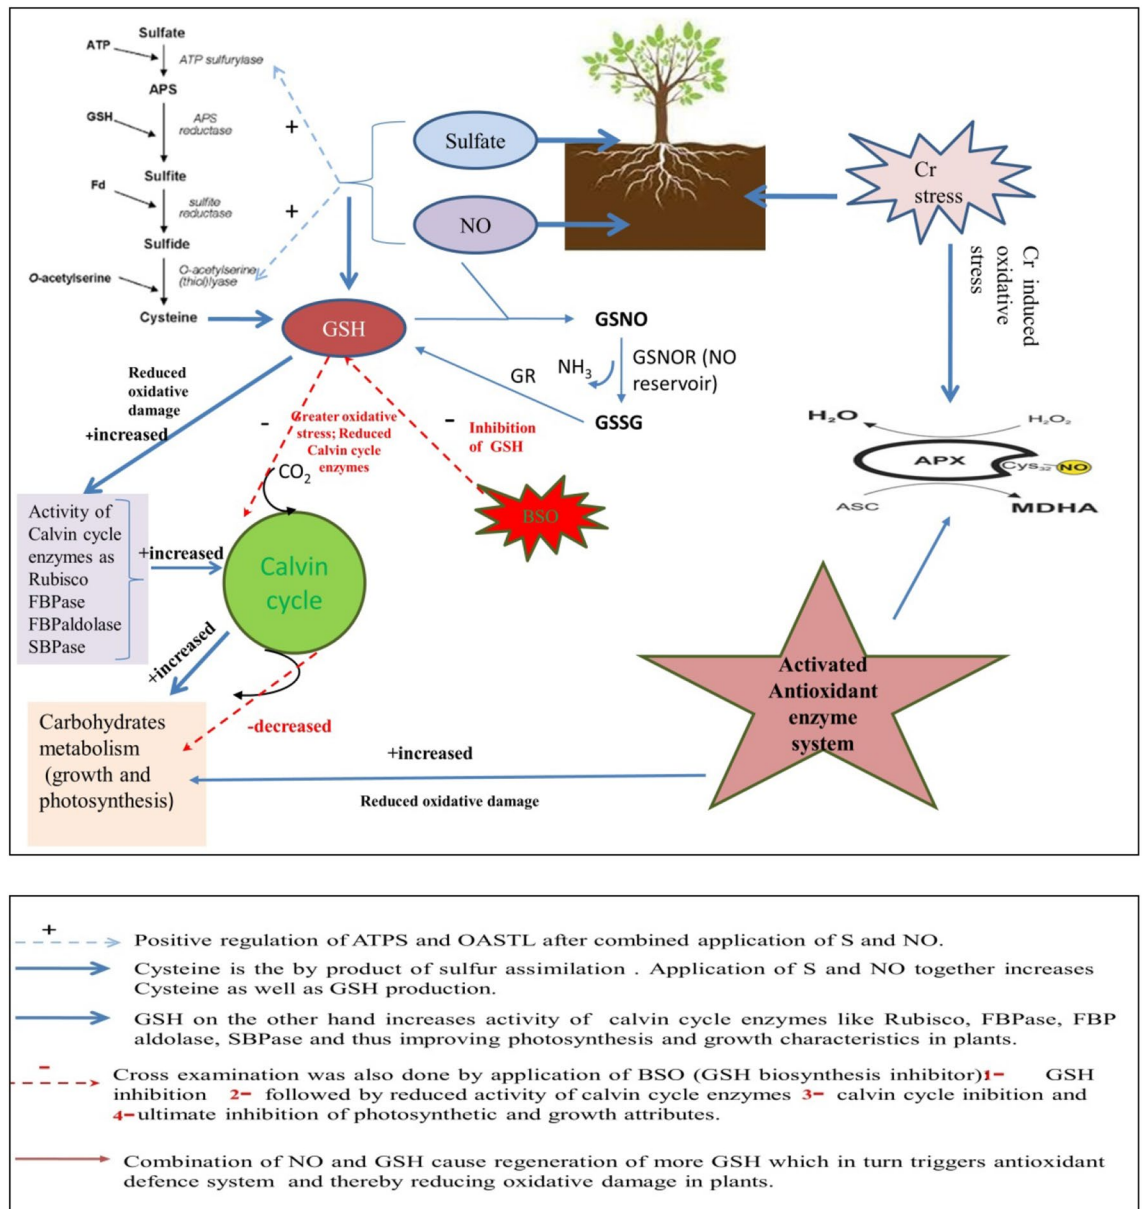 Sulfate
ATP
ATP sulfurylase
APS
GSH
APS
reductase
Sulfite
Fd
sulfite
reductase
Sulfide
O-acetylserine
O-acetylserine
(thiol)lyase
Cysteine
+
+
Sulfate
NO
Cr
stress
Cr induced
oxidative
stress
GSH
GSNO
GSNOR (NO
reservoir)
NH3
GR
GSSG
Reduced
oxidative
damage
+increased
-
Greater oxidative
stress; Reduced
Calvin cycle
enzymes
-
Inhibition
of GSH
CO2
BSO
H2O
H2O2
APX
Cys32
NO
ASC
MDHA
Activity of
Calvin cycle
enzymes as
Rubisco
FBPase
FBPaldolase
SBPase
+increased
Calvin
cycle
+increased
-decreased
Carbohydrates
metabolism
(growth and
photosynthesis)
+increased
Reduced oxidative damage
Activated
Antioxidant
enzyme
system
+
Positive regulation of ATPS and OASTL after combined application of S and NO.
Cysteine is the by product of sulfur assimilation . Application of S and NO together increases
Cysteine as well as GSH production.
GSH on the other hand increases activity of calvin cycle enzymes like Rubisco, FBPase, FBP
aldolase, SBPase and thus improving photosynthesis and growth characteristics in plants.
-
Cross examination was also done by application of BSO (GSH biosynthesis inhibitor)1- GSH
inhibition 2- followed by reduced activity of calvin cycle enzymes 3- calvin cycle inibition and
4-ultimate inhibition of photosynthetic and growth attributes.
Combination of NO and GSH cause regeneration of more GSH which in turn triggers antioxidant
defence system and thereby reducing oxidative damage in plants.